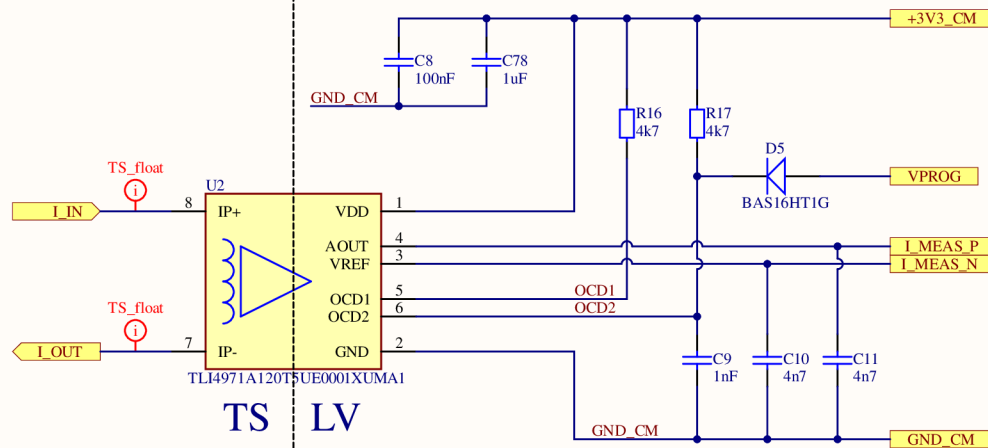 TS LV
+3V3_CM
C8
100nF
C78
1uF
GND_CM
R16
4k7
R17
4k7
D5
BAS16HT1G
VPROG
TS_float
i
I_IN
8
U2
IP+
VDD
1
AOUT
4
I_MEAS_P
VREF
3
I_MEAS_N
OCD1
5
OCD1
OCD2
6
OCD2
TS_float
i
I_OUT
7
IP-
GND
2
TLI4971A120T5UE0001XUMA1
C9
1nF
C10
4n7
C11
4n7
TS LV
GND_CM
GND_CM